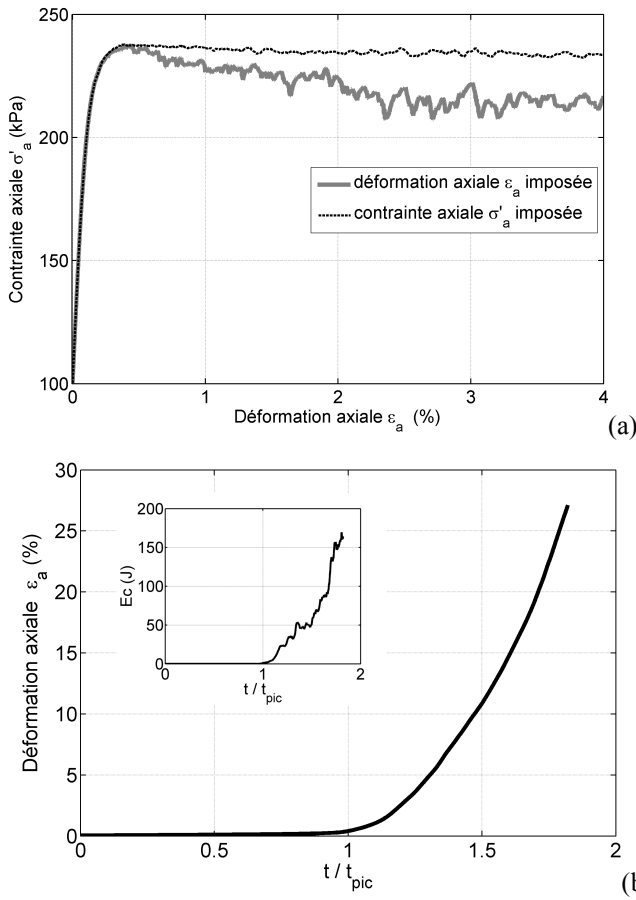 250
200
150
100
0
1
2
3
4
Contrainte axiale σ'a (kPa)
Déformation axiale εa (%)
déformation axiale εa imposée
contrainte axiale σ'a imposée
(a)
30
25
20
15
10
5
0
0
0.5
1
1.5
2
Déformation axiale εa (%)
t / tpic
200
150
100
50
0
0
1
2
Ec (J)
t / tpic
(b